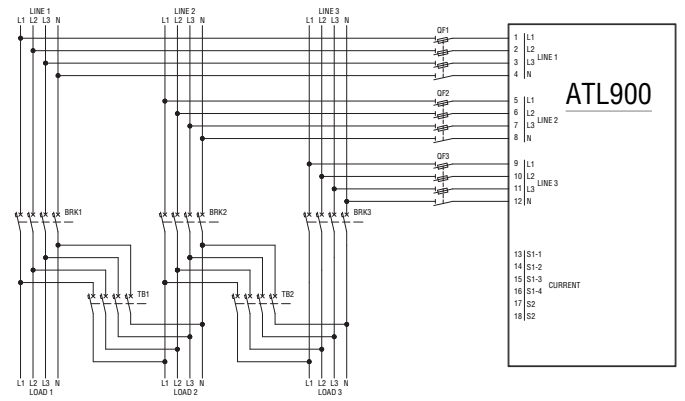 LINE 1 LINE 2 LINE 3
L1 L2 L3 N L1 L2 L3 N L1 L2 L3 N
QF1
1 L1
2 L2
3 L3 LINE 1
4 N
ATL900
QF2
5 L1
6 L2
7 L3 LINE 2
8 N
QF3
9 L1
10 L2
11 L3 LINE 3
12 N
BRK1 BRK2 BRK3
13 S1-1
14 S1-2
15 S1-3 CURRENT
16 S1-4
17 S2
18 S2
TB1 TB2
L1 L2 L3 N L1 L2 L3 N L1 L2 L3 N
LOAD 1 LOAD 2 LOAD 3